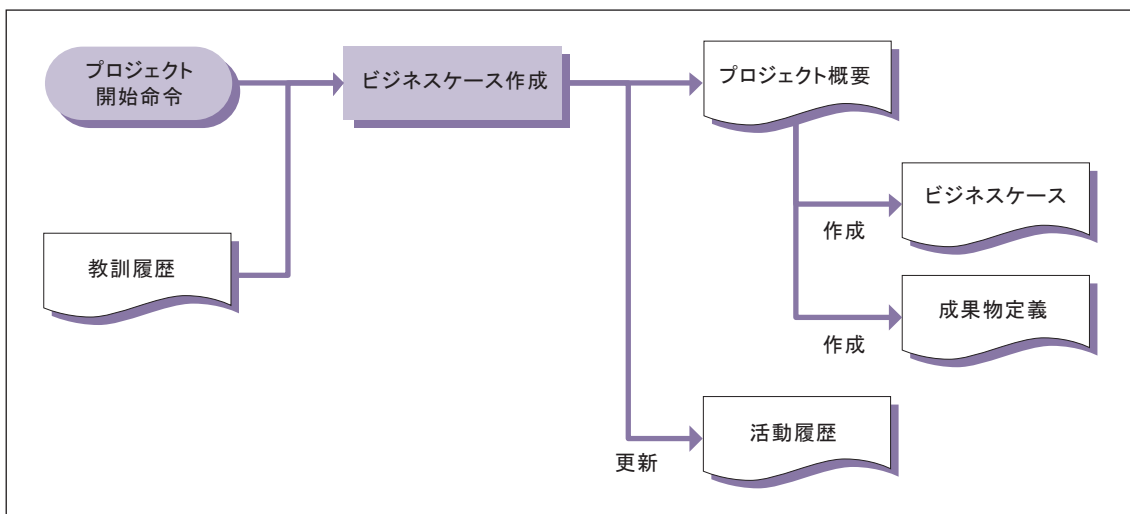 プロジェクト
開始命令
ビジネスケース作成
プロジェクト概要
ビジネスケース
作成
教訓履歴
成果物定義
作成
活動履歴
更新